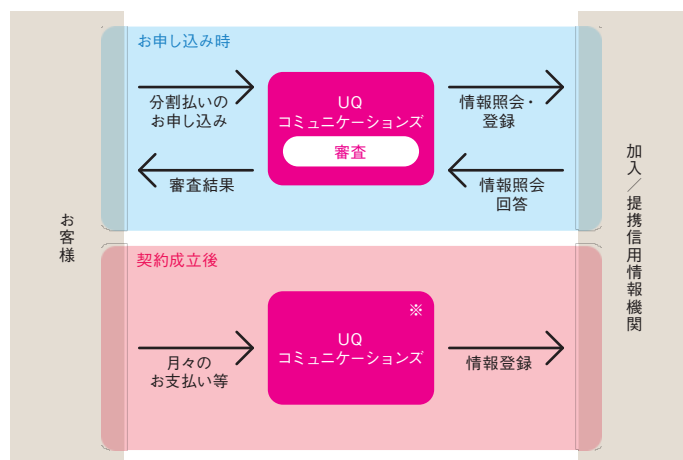 お申し込み時
分割払いの
お申し込み
UQ
コミュニケーションズ
審査
情報照会・
登録
審査結果
情報照会
回答
お客様
加入／提携信用情報機関
契約成立後
※
UQ
コミュニケーションズ
月々の
お支払い等
情報登録